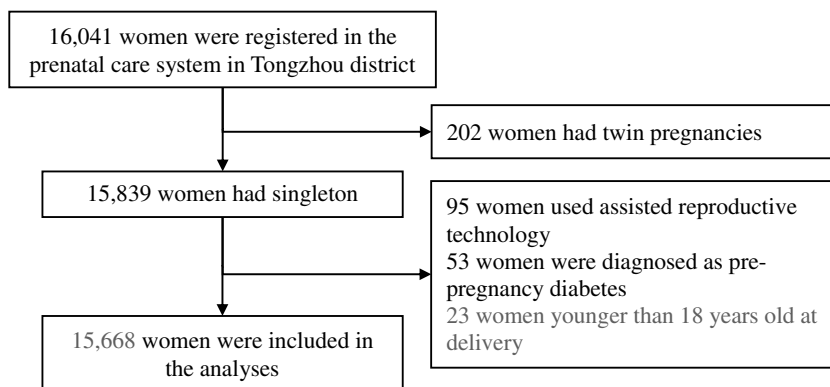 16,041 women were registered in the
prenatal care system in Tongzhou district
202 women had twin pregnancies
15,839 women had singleton
95 women used assisted reproductive
technology
53 women were diagnosed as pre-
pregnancy diabetes
23 women younger than 18 years old at
delivery
15,668 women were included in
the analyses